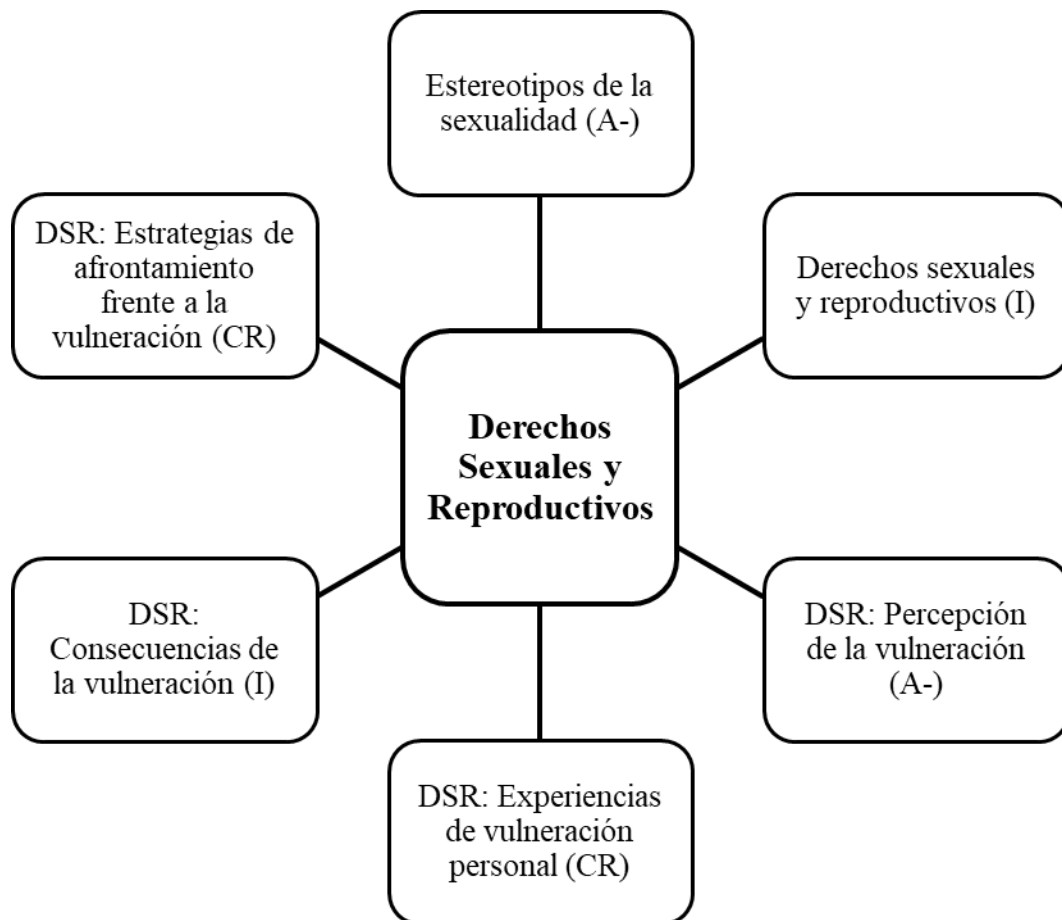 Estereotipos de la
sexualidad (A-)
DSR: Estrategias de
afrontamiento
frente a la
vulneración (CR)
Derechos sexuales
y reproductivos (I)
Derechos
Sexuales y
Reproductivos
DSR:
Consecuencias de
la vulneración (I)
DSR: Percepción
de la vulneración
(A-)
DSR: Experiencias
de vulneración
personal (CR)